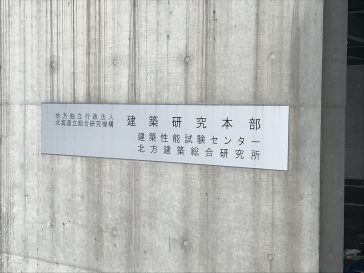 地方独立行政法人
北海道立総合研究機構
建築研究本部
建築性能試験センター
北方建築総合研究所